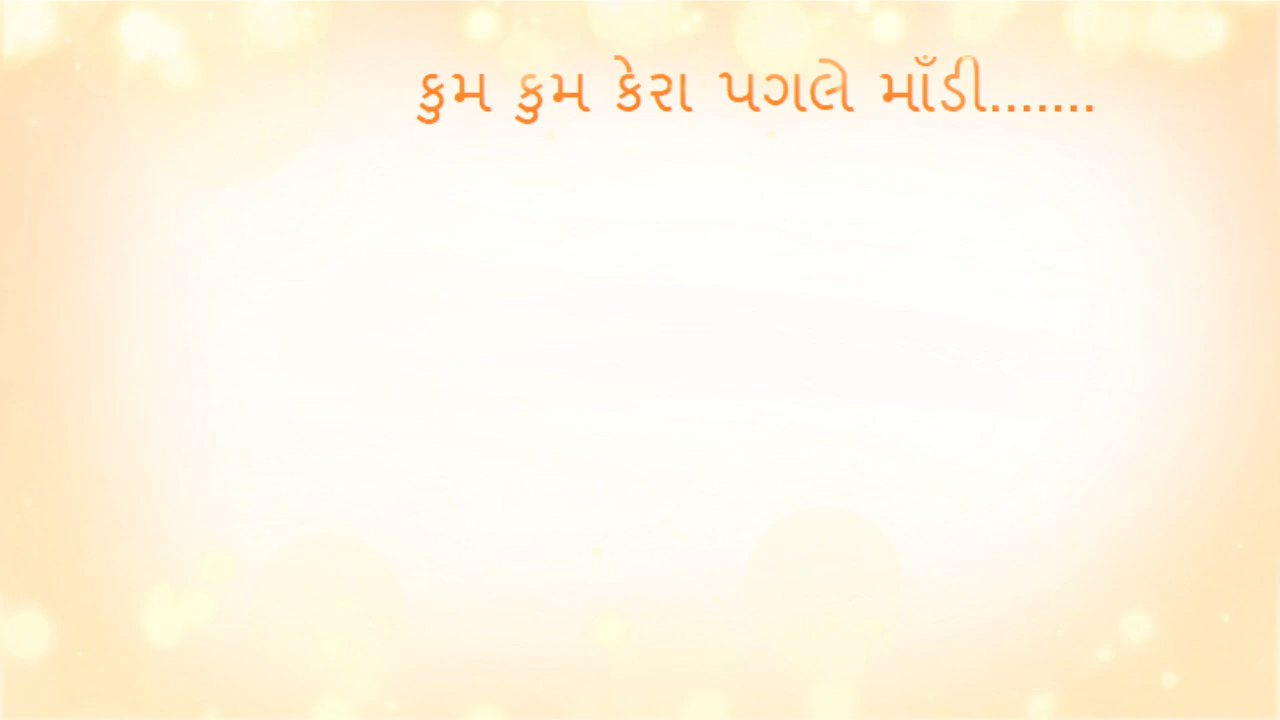 કુમ કુમ કેરા પગલે માઁડી.......